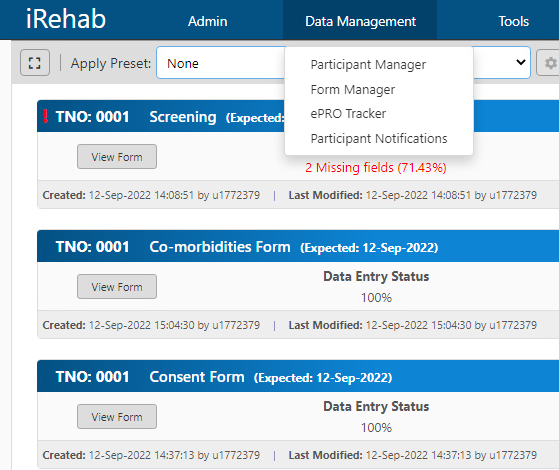 iRehab Admin Data Management Tools
Apply Preset: None
Participant Manager
Form Manager
ePRO Tracker
Participant Notifications
! TNO: 0001 Screening (Expected:
View Form
2 Missing fields (71.43%)
Created: 12-Sep-2022 14:08:51 by u1772379 | Last Modified: 12-Sep-2022 14:08:51 by u1772379
TNO: 0001 Co-morbidities Form (Expected: 12-Sep-2022)
Data Entry Status
View Form
100%
Created: 12-Sep-2022 15:04:30 by u1772379 | Last Modified: 12-Sep-2022 15:04:30 by u1772379
TNO: 0001 Consent Form (Expected: 12-Sep-2022)
Data Entry Status
View Form
100%
Created: 12-Sep-2022 14:37:13 by u1772379 | Last Modified: 12-Sep-2022 14:37:13 by u1772379